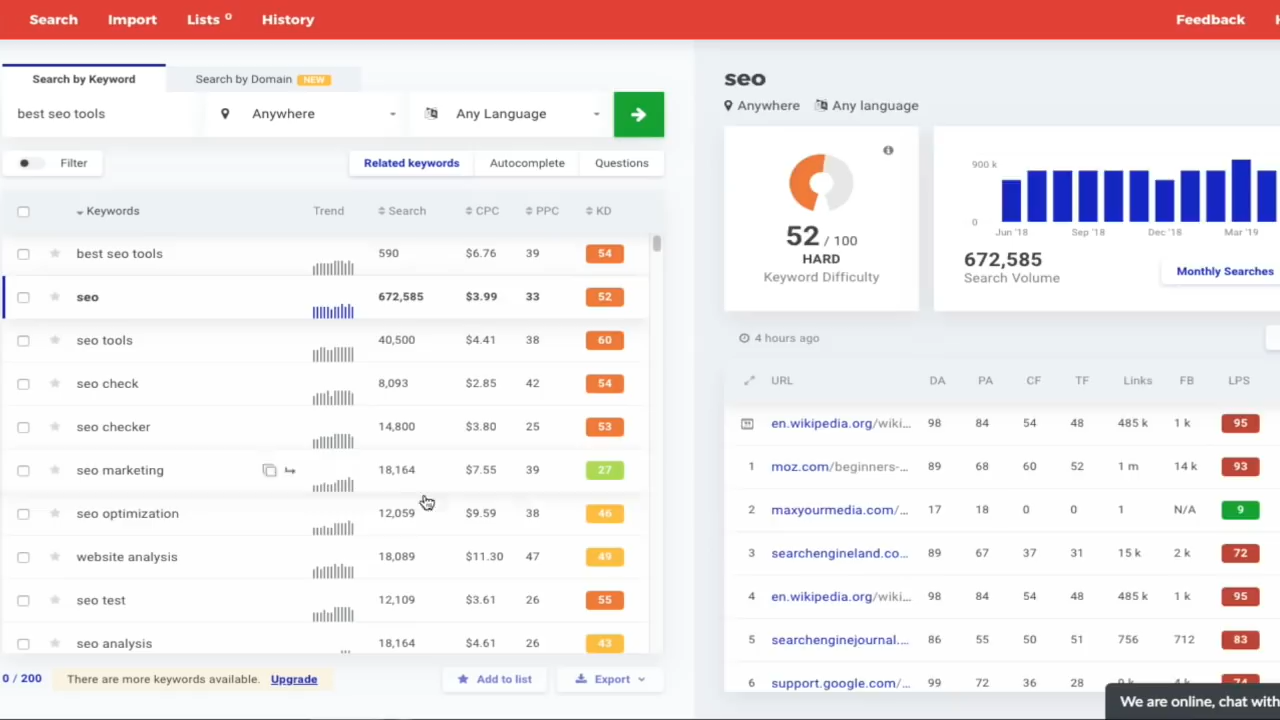 Search Import Lists 0 History Feedback H
Search by Keyword Search by Domain NEW
best seo tools Anywhere Any Language
Filter Related keywords Autocomplete Questions
Keywords Trend Search CPC PPC KD
best seo tools 590 $6.76 39 54
seo 672,585 $3.99 33 52
seo tools 40,500 $4.41 38 60
seo check 8,093 $2.85 42 54
seo checker 14,800 $3.80 25 53
seo marketing 18,164 $7.55 39 27
seo optimization 12,059 $9.59 38 46
website analysis 18,089 $11.30 47 49
seo test 12,109 $3.61 26 55
seo analysis 18,164 $4.61 26 43
0 / 200 There are more keywords available. Upgrade Add to list Export
seo
Anywhere Any language
52 / 100
HARD
Keyword Difficulty
900 k
0
Jun '18 Sep '18 Dec '18 Mar '19
672,585
Search Volume
Monthly Searches
4 hours ago
URL DA PA CF TF Links FB LPS
en.wikipedia.org/wiki... 98 84 54 48 485 k 1 k 95
1 moz.com/beginners-... 89 68 60 52 1 m 14 k 93
2 maxyourmedia.com/... 17 18 0 0 1 N/A 9
3 searchengineland.co... 89 67 37 31 15 k 2 k 72
4 en.wikipedia.org/wiki... 98 84 54 48 485 k 1 k 95
5 searchenginejournal.... 86 55 50 51 756 712 83
6 support.google.com/... 99 72 36 28
We are online, chat with